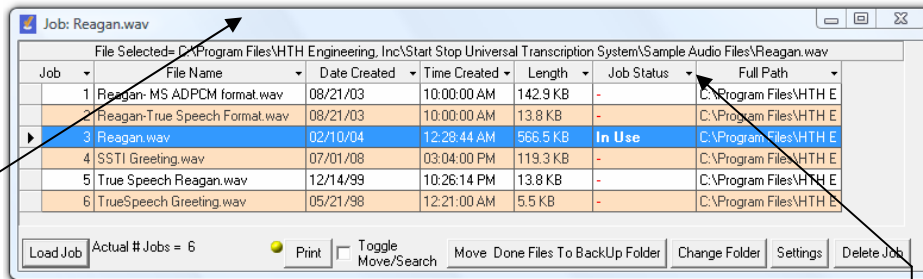 Job: Reagan.wav
File Selected= C:\Program Files\HTH Engineering, Inc\Start Stop Universal Transcription System\Sample Audio Files\Reagan.wav
Job File Name Date Created Time Created Length Job Status Full Path
1 Reagan- MS ADPCM format.wav 08/21/03 10:00:00 AM 142.9 KB - C:\Program Files\HTH E
2 Reagan-True Speech Format.wav 08/21/03 10:00:00 AM 13.8 KB - C:\Program Files\HTH E
3 Reagan.wav 02/10/04 12:28:44 AM 566.5 KB In Use C:\Program Files\HTH E
4 SSTI Greeting.wav 07/01/08 03:04:00 PM 119.3 KB - C:\Program Files\HTH E
5 True Speech Reagan.wav 12/14/99 10:26:14 PM 13.8 KB - C:\Program Files\HTH E
6 TrueSpeech Greeting.wav 05/21/98 12:21:00 AM 5.5 KB - C:\Program Files\HTH E
Load Job Actual # Jobs = 6 Print Toggle Move/Search Move Done Files To BackUp Folder Change Folder Settings Delete Job